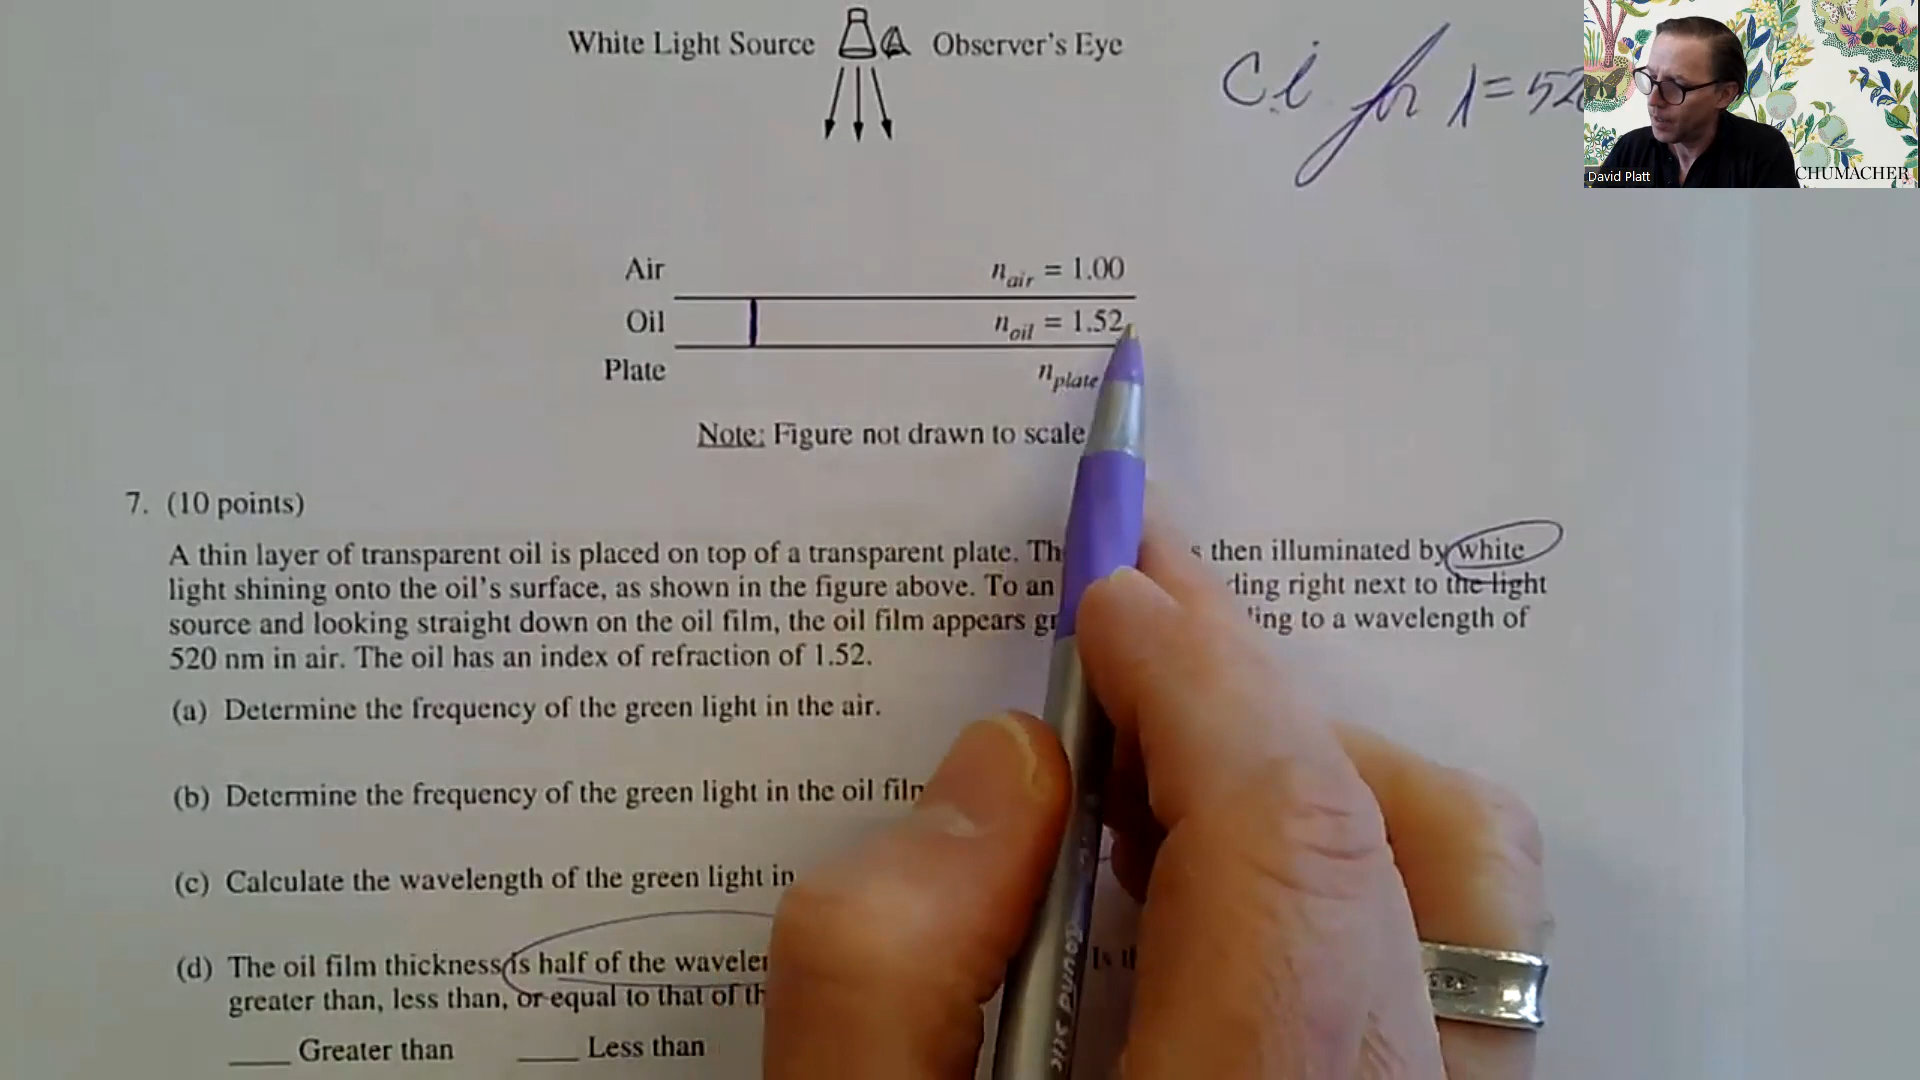 White Light Source Observer's Eye
CI for λ=52
David Platt
CHUMACHER
Air n_air = 1.00
Oil n_oil = 1.52
Plate n_plate
Note: Figure not drawn to scale
7. (10 points)
A thin layer of transparent oil is placed on top of a transparent plate. Th s then illuminated by white
light shining onto the oil's surface, as shown in the figure above. To an ding right next to the light
source and looking straight down on the oil film, the oil film appears gr ing to a wavelength of
520 nm in air. The oil has an index of refraction of 1.52.
(a) Determine the frequency of the green light in the air.
(b) Determine the frequency of the green light in the oil film
(c) Calculate the wavelength of the green light in
(d) The oil film thickness is half of the wavele Is t
greater than, less than, or equal to that of th
____ Greater than ____ Less than